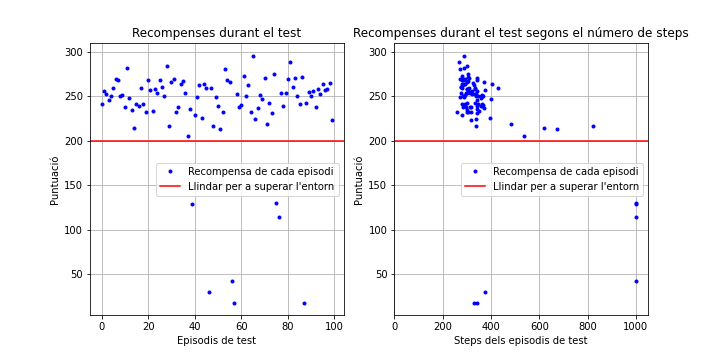 Recompenses durant el test
300
250
200
150
100
50
0
20
40
60
80
100
Puntuació
Episodis de test
Recompensa de cada episodi
Llindar per a superar l'entorn
Recompenses durant el test segons el número de steps
300
250
200
150
100
50
0
200
400
600
800
1000
Puntuació
Steps dels episodis de test
Recompensa de cada episodi
Llindar per a superar l'entorn